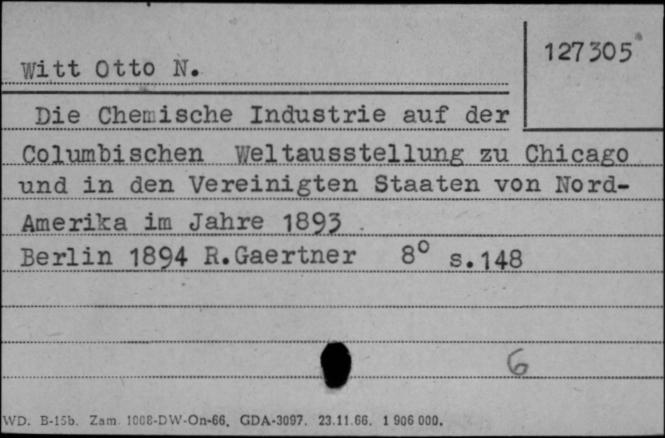 127305
Witt Otto N.
Die Chemische Industrie auf der
Columbischen Weltausstellung zu Chicago
und in den Vereinigten Staaten von Nord-
Amerika im Jahre 1893
Berlin 1894 R.Gaertner 8° s.148
6
WD. B-15b. Zam. 1008-DW-On-66. GDA-3097. 23.11.66. 1 906 000.